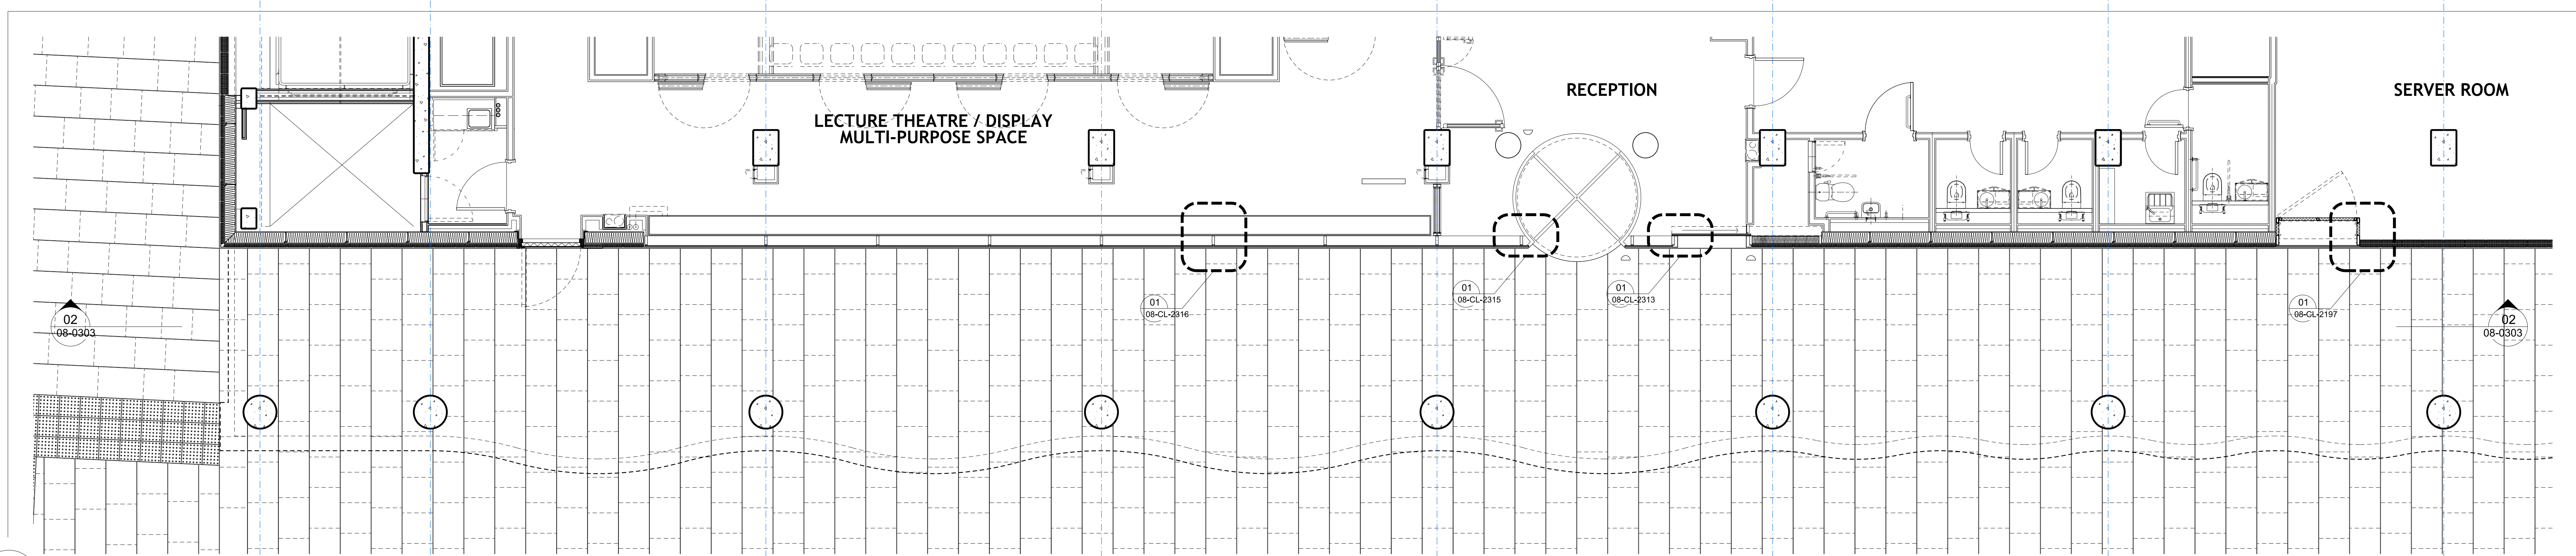 RECEPTION
SERVER ROOM
LECTURE THEATRE / DISPLAY
MULTI-PURPOSE SPACE
01
08-CL-2316
01
08-CL-2315
01
08-CL-2313
01
08-CL-2197
02
08-0303
02
08-0303